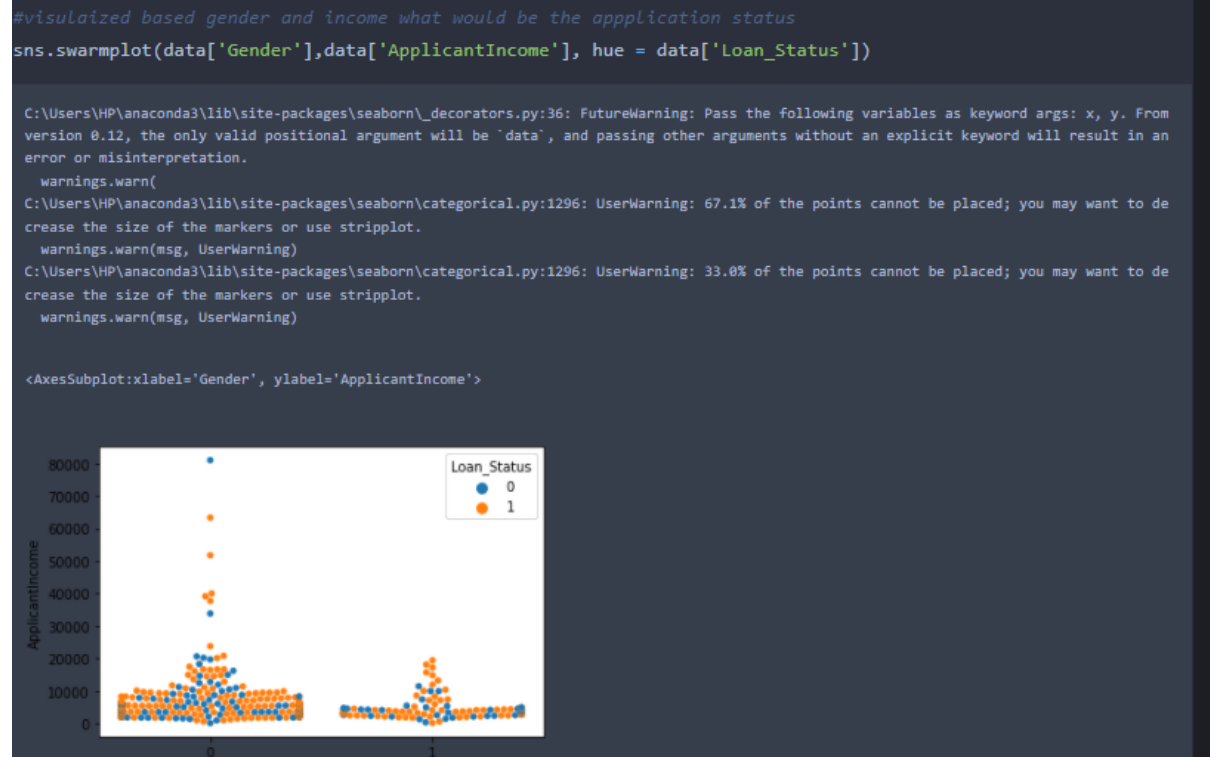 #visulaized based gender and income what would be the appplication status
sns.swarmplot(data['Gender'],data['ApplicantIncome'], hue = data['Loan_Status'])
C:\Users\HP\anaconda3\lib\site-packages\seaborn\_decorators.py:36: FutureWarning: Pass the following variables as keyword args: x, y. From
version 0.12, the only valid positional argument will be `data`, and passing other arguments without an explicit keyword will result in an
error or misinterpretation.
warnings.warn(
C:\Users\HP\anaconda3\lib\site-packages\seaborn\categorical.py:1296: UserWarning: 67.1% of the points cannot be placed; you may want to de
crease the size of the markers or use stripplot.
warnings.warn(msg, UserWarning)
C:\Users\HP\anaconda3\lib\site-packages\seaborn\categorical.py:1296: UserWarning: 33.0% of the points cannot be placed; you may want to de
crease the size of the markers or use stripplot.
warnings.warn(msg, UserWarning)
<AxesSubplot:xlabel='Gender', ylabel='ApplicantIncome'>
Loan_Status
0
1
80000
70000
60000
50000
40000
30000
20000
10000
0
ApplicantIncome
0
1